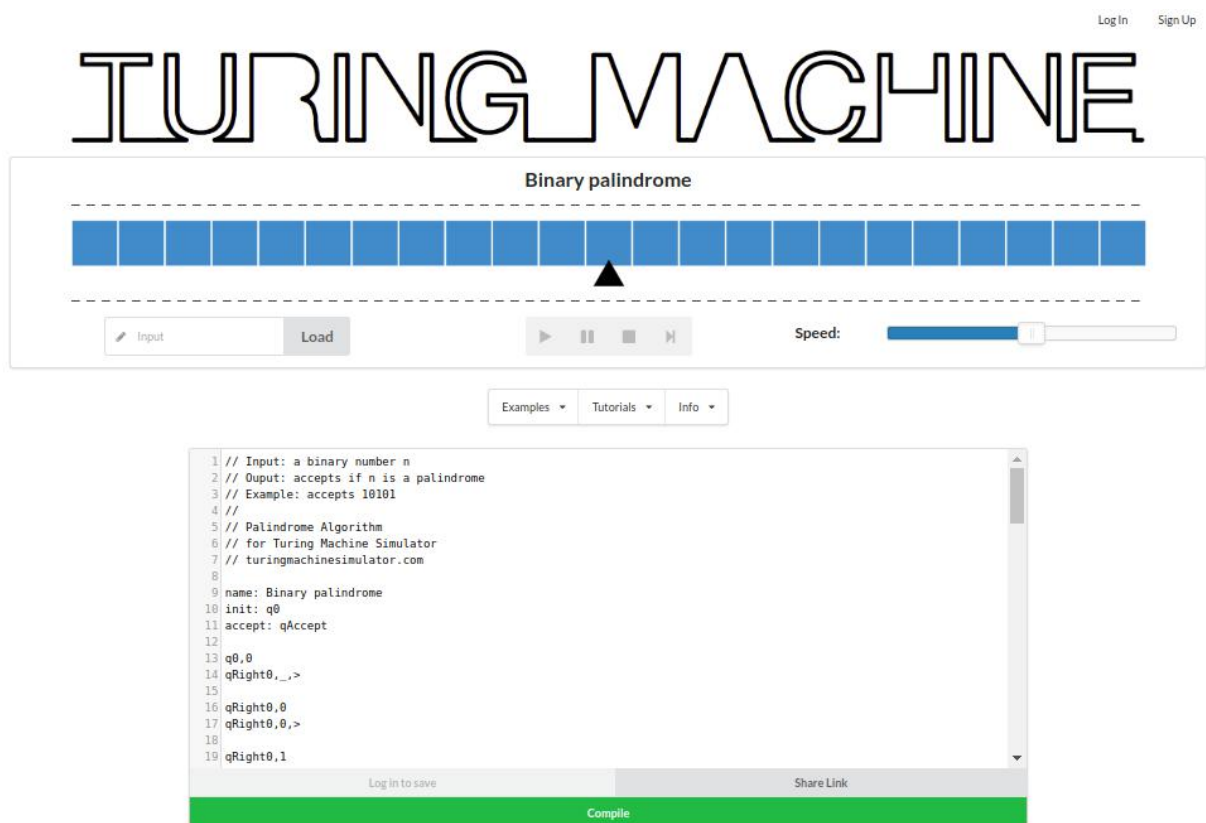 Log In Sign Up
TURING MACHINE
Binary palindrome
Input Load Speed:
Examples Tutorials Info
1 // Input: a binary number n
2 // Ouput: accepts if n is a palindrome
3 // Example: accepts 10101
4 //
5 // Palindrome Algorithm
6 // for Turing Machine Simulator
7 // turingmachinesimulator.com
8
9 name: Binary palindrome
10 init: q0
11 accept: qAccept
12
13 q0,0
14 qRight0,_,>
15
16 qRight0,0
17 qRight0,0,>
18
19 qRight0,1
Log in to save Share Link
Compile